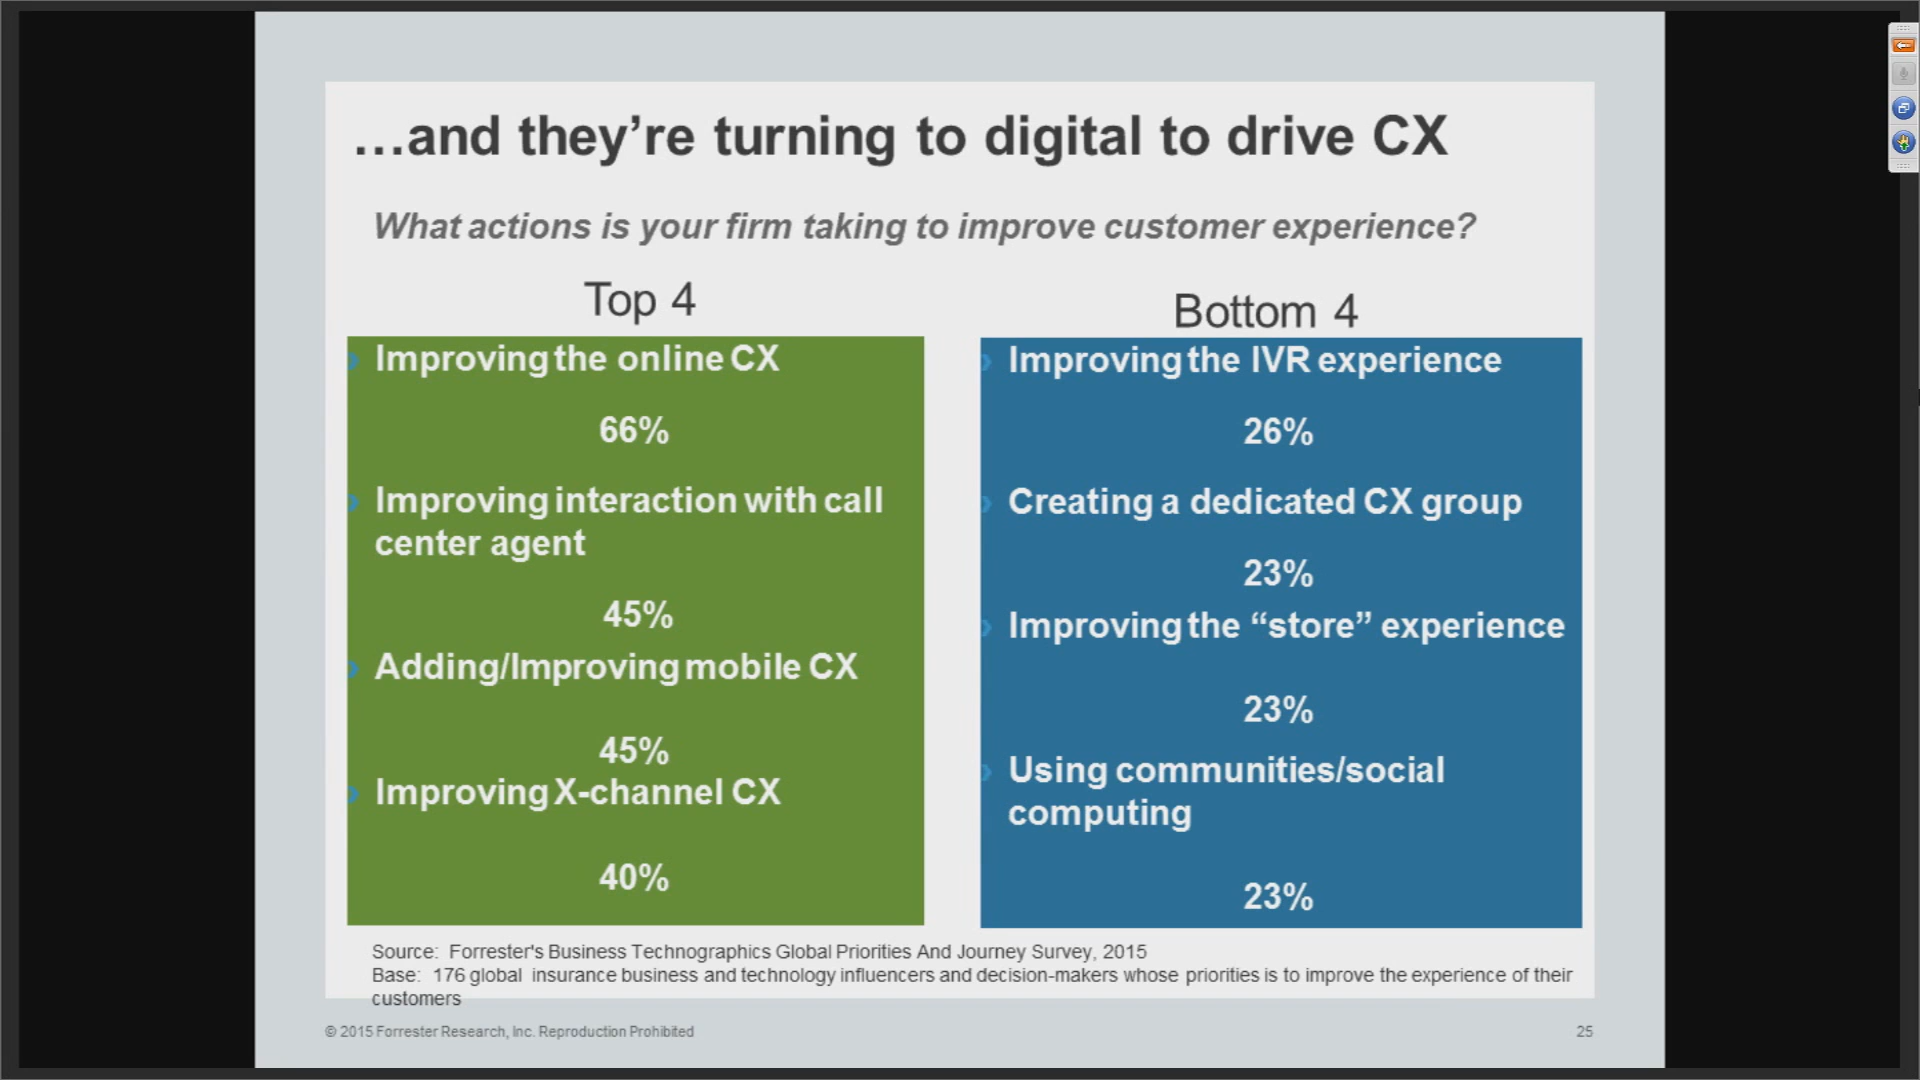 …and they’re turning to digital to drive CX
What actions is your firm taking to improve customer experience?
Top 4
Improving the online CX
66%
Improving interaction with call
center agent
45%
Adding/Improving mobile CX
45%
Improving X-channel CX
40%
Bottom 4
Improving the IVR experience
26%
Creating a dedicated CX group
23%
Improving the “store” experience
23%
Using communities/social
computing
23%
Source: Forrester's Business Technographics Global Priorities And Journey Survey, 2015
Base: 176 global insurance business and technology influencers and decision-makers whose priorities is to improve the experience of their
customers
© 2015 Forrester Research, Inc. Reproduction Prohibited
25